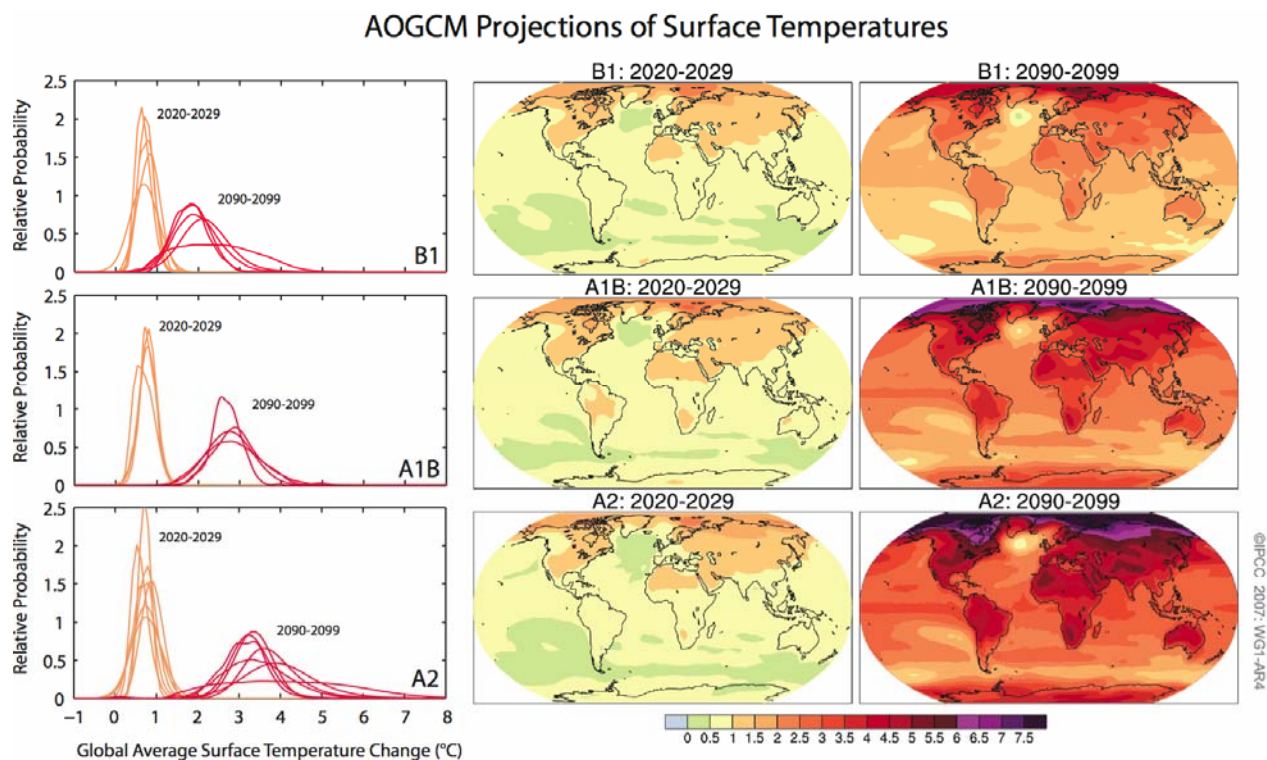 AOGCM Projections of Surface Temperatures
2.5
2
1.5
1
0.5
0
Relative Probability
2020-2029
2090-2099
B1
B1: 2020-2029
B1: 2090-2099
2.5
2
1.5
1
0.5
0
Relative Probability
2020-2029
2090-2099
A1B
A1B: 2020-2029
A1B: 2090-2099
2.5
2
1.5
1
0.5
0
Relative Probability
2020-2029
2090-2099
A2
A2: 2020-2029
A2: 2090-2099
−1 0 1 2 3 4 5 6 7 8
Global Average Surface Temperature Change (°C)
0 0.5 1 1.5 2 2.5 3 3.5 4 4.5 5 5.5 6 6.5 7 7.5
©IPCC 2007: WG1-AR4